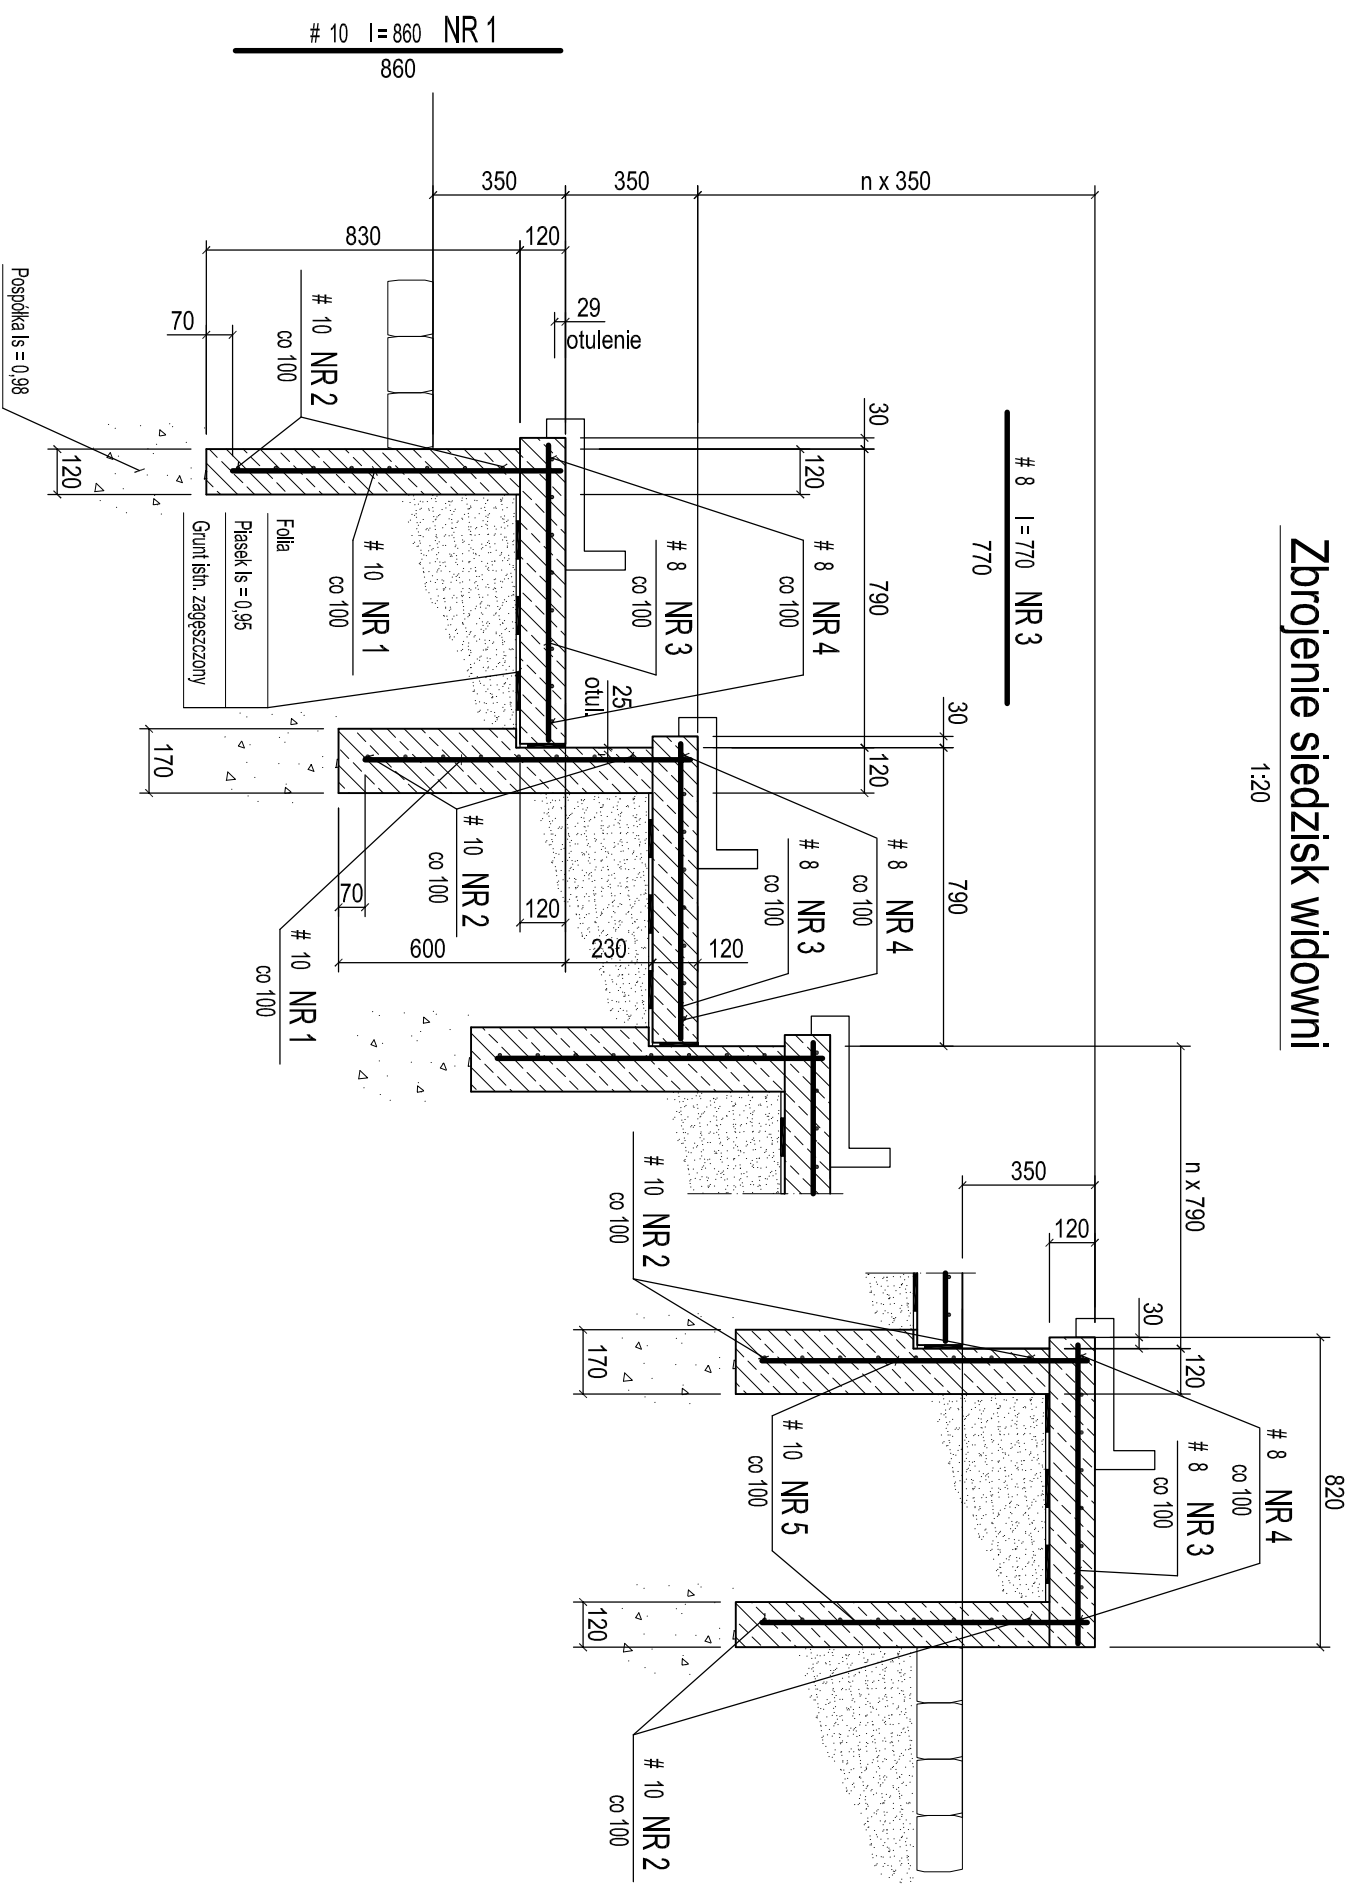 Zbrojenie siedzisk widowni
1:20
# 10 l = 860 NR 1
860
# 8 l = 770 NR 3
770
n x 350
350
350
830
120
29
otulenie
70
# 10 NR 2
co 100
Pospółka Is = 0,98
120
30
120
790
# 8 NR 4
co 100
# 8 NR 3
co 100
# 10 NR 1
co 100
Folia
Piasek Is = 0,95
Grunt istn. zagęszczony
25
otul.
170
30
120
790
# 8 NR 4
co 100
# 8 NR 3
co 100
# 10 NR 2
co 100
70
120
600
230
120
# 10 NR 1
co 100
n x 790
350
120
# 10 NR 2
co 100
30
120
820
170
# 8 NR 4
co 100
# 8 NR 3
co 100
# 10 NR 5
co 100
120
# 10 NR 2
co 100